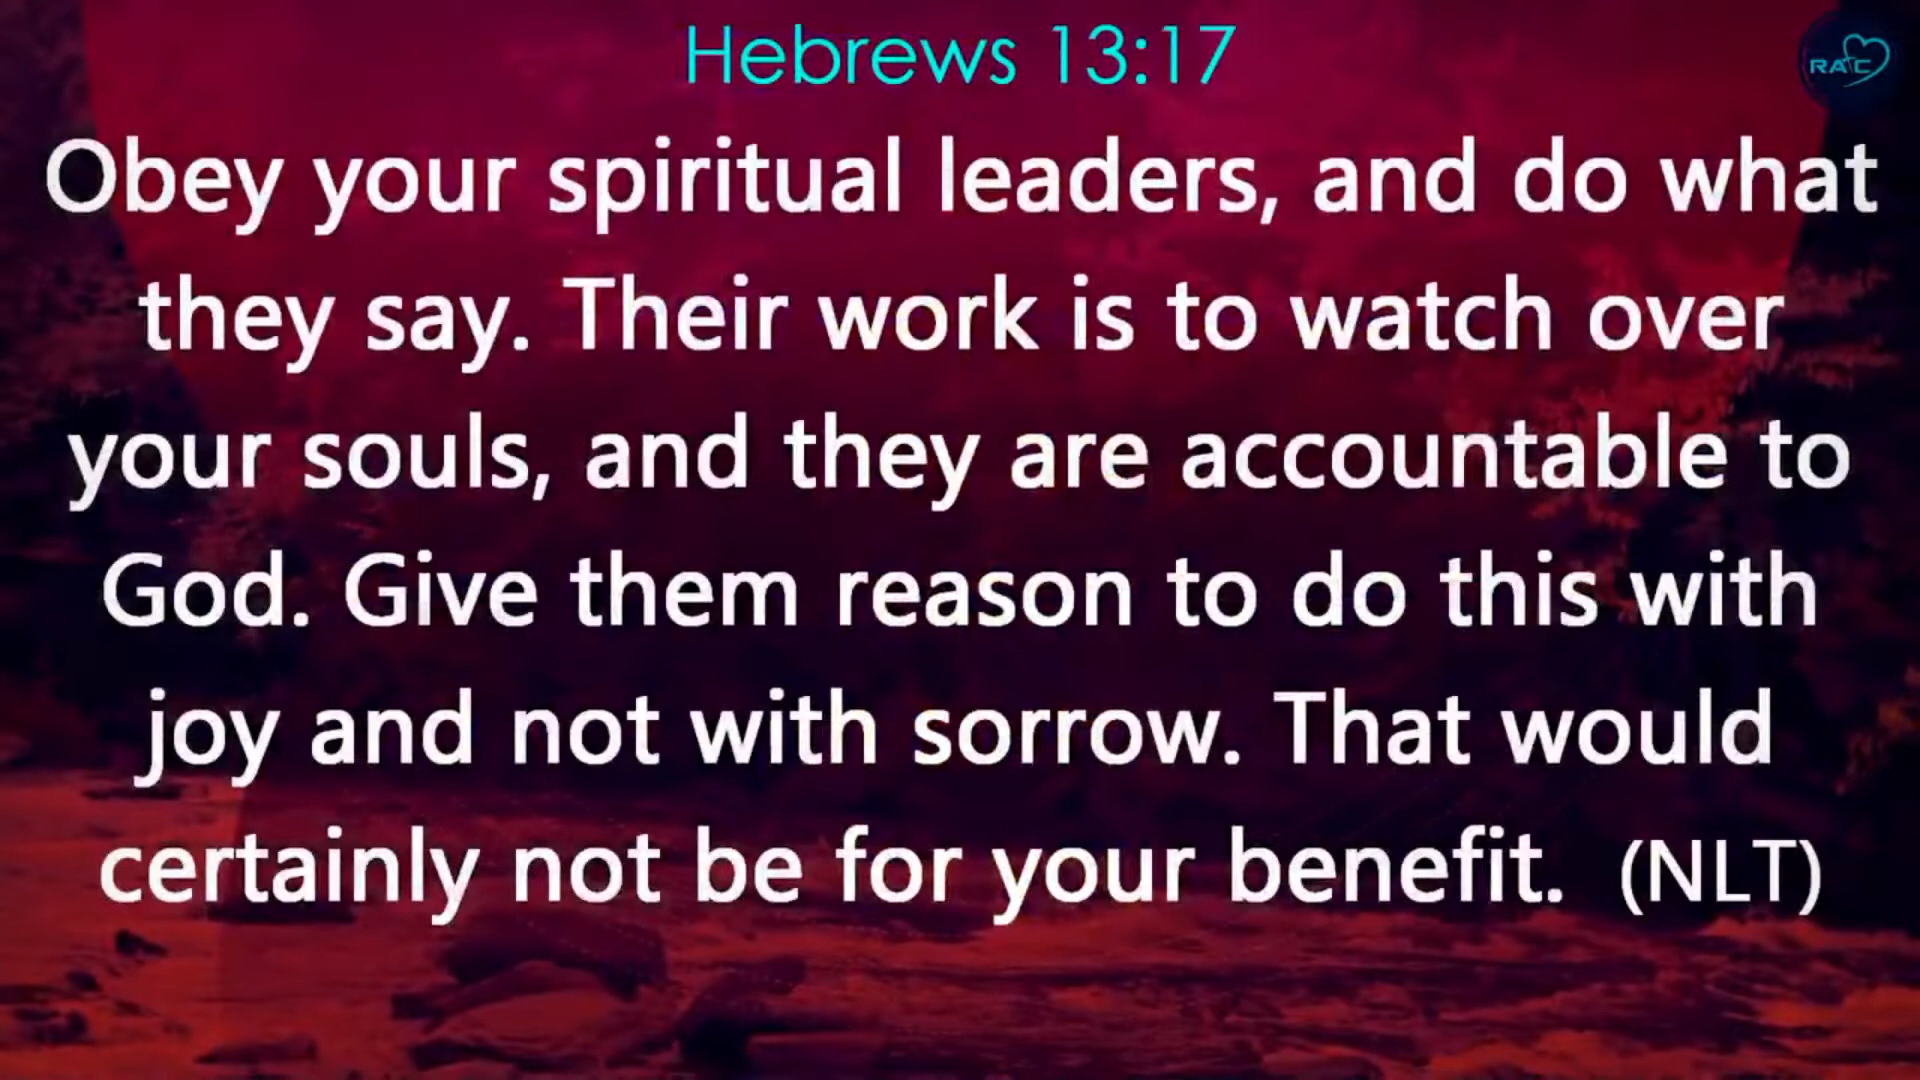 Hebrews 13:17
RAC
Obey your spiritual leaders, and do what
they say. Their work is to watch over
your souls, and they are accountable to
God. Give them reason to do this with
joy and not with sorrow. That would
certainly not be for your benefit. (NLT)